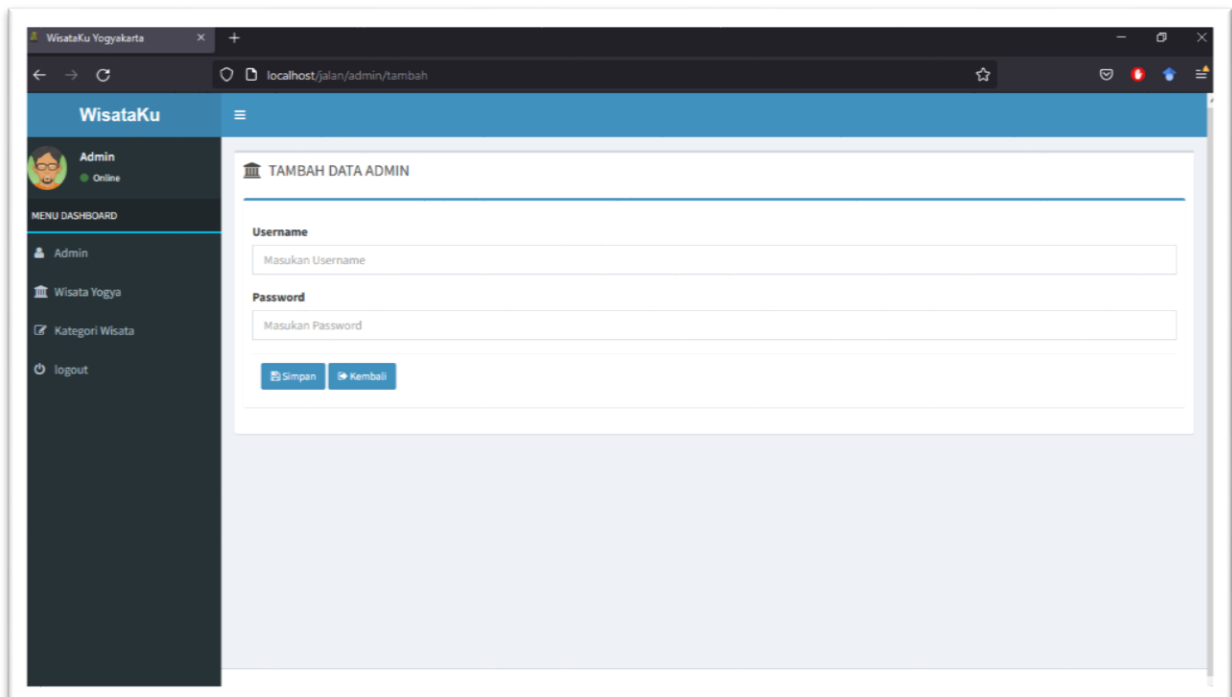 WisataKu Yogyakarta
localhost/jalan/admin/tambah
WisataKu
Admin
Online
MENU DASHBOARD
Admin
Wisata Yogya
Kategori Wisata
logout
TAMBAH DATA ADMIN
Username
Masukan Username
Password
Masukan Password
Simpan Kembali